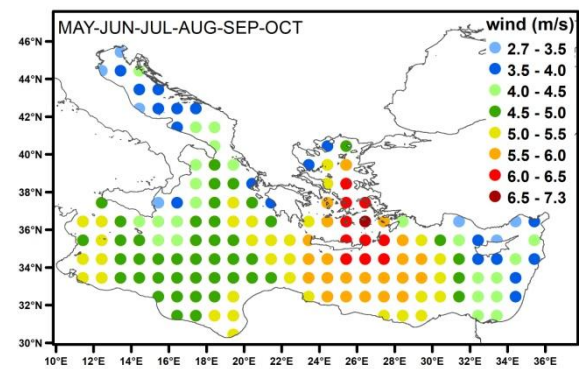 MAY-JUN-JUL-AUG-SEP-OCT
wind (m/s)
2.7 - 3.5
3.5 - 4.0
4.0 - 4.5
4.5 - 5.0
5.0 - 5.5
5.5 - 6.0
6.0 - 6.5
6.5 - 7.3
46°N
44°N
42°N
40°N
38°N
36°N
34°N
32°N
30°N
10°E 12°E 14°E 16°E 18°E 20°E 22°E 24°E 26°E 28°E 30°E 32°E 34°E 36°E